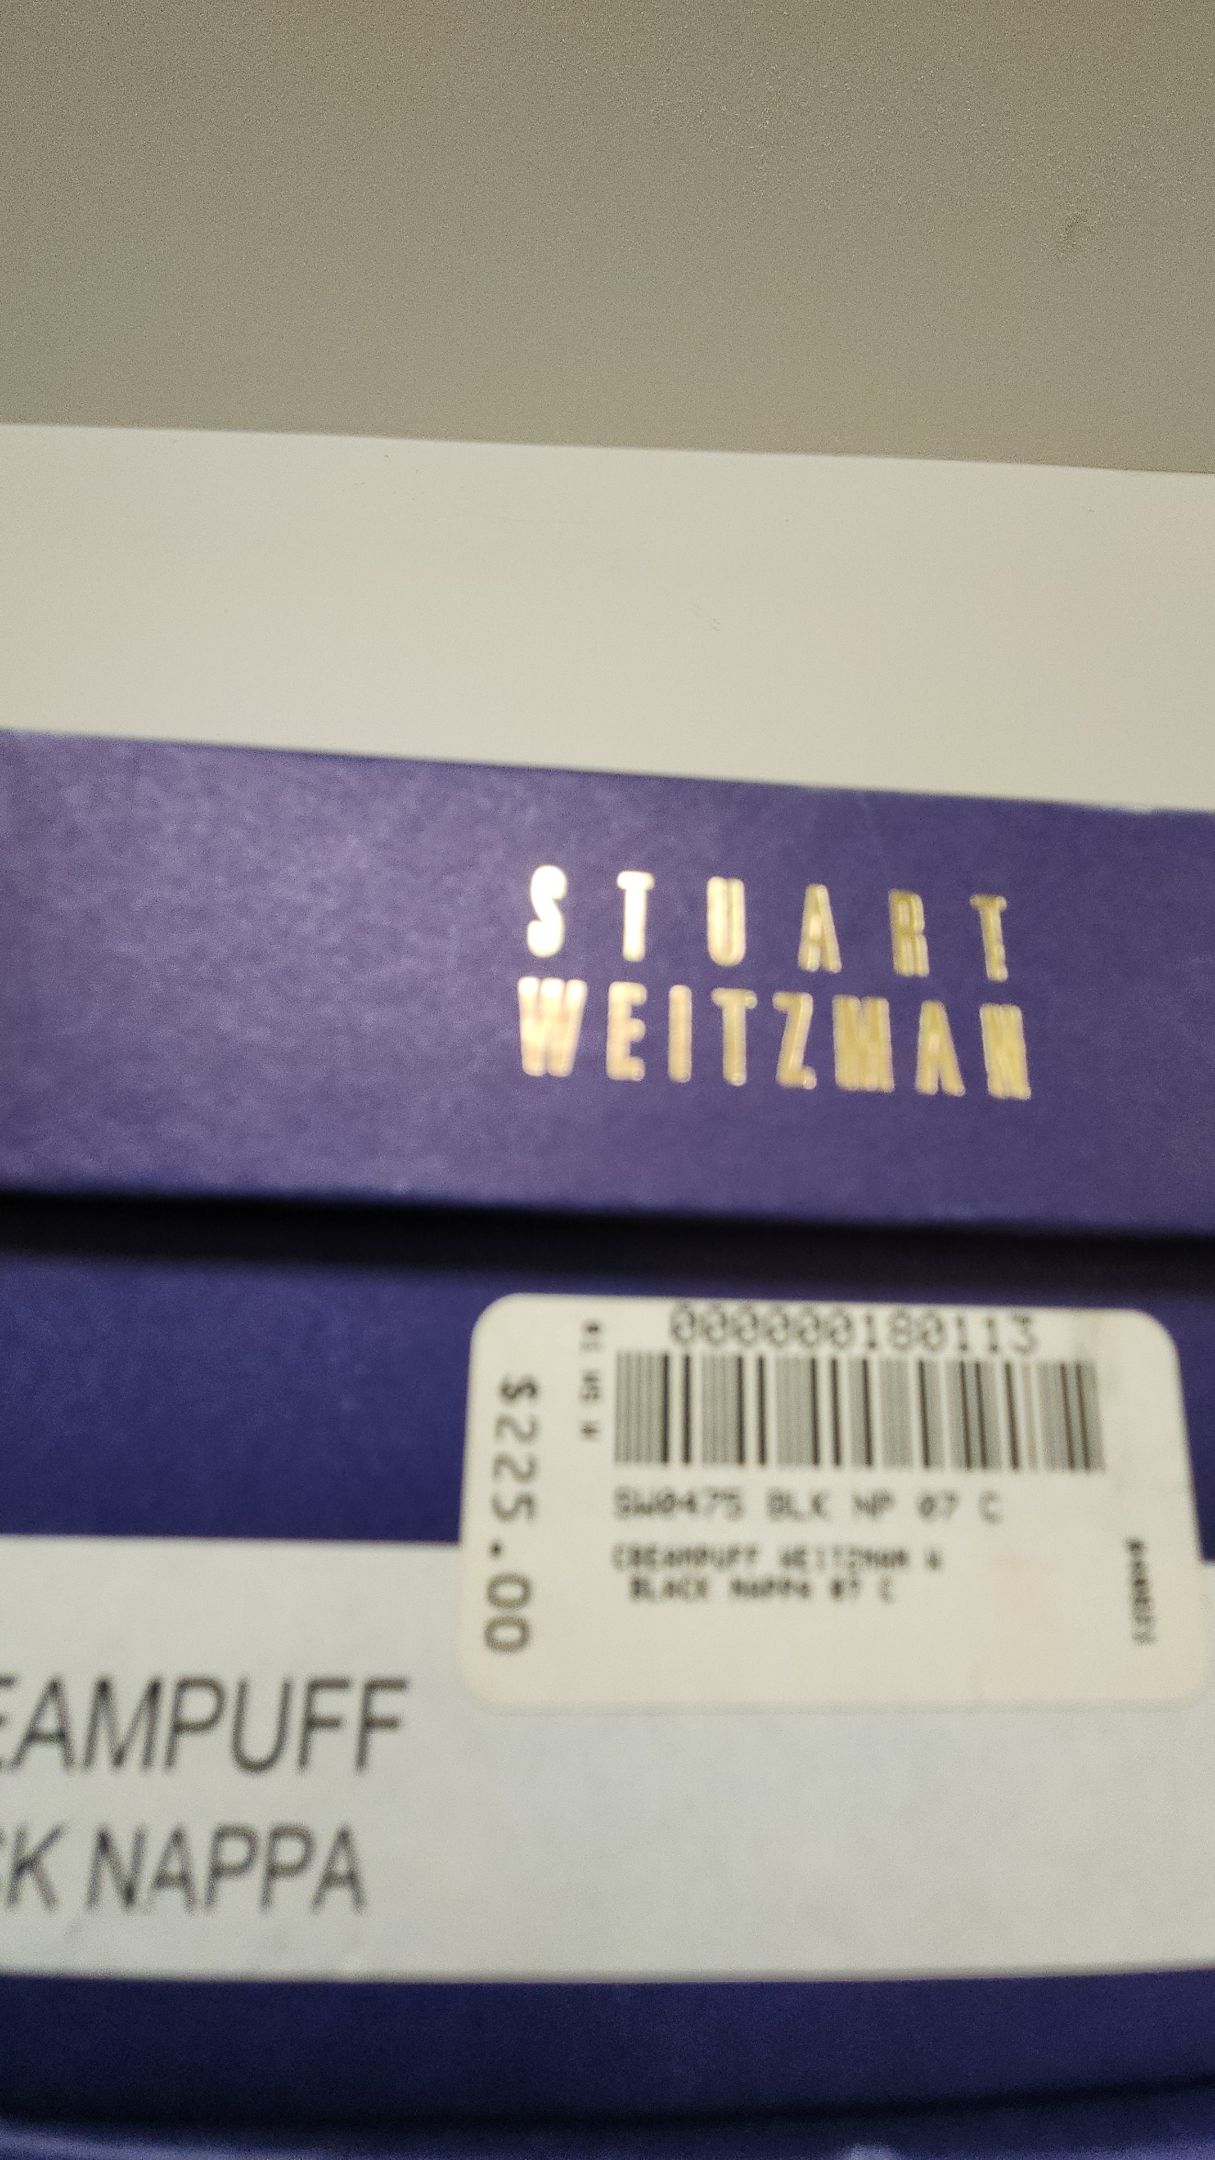 STUART
WEITZMAN
000000180113
$225.00
SW0475 BLK NP 07 C
CREAMPUFF WEITZMAN W
BLACK NAPPA 07 C
EAMPUFF
CK NAPPA